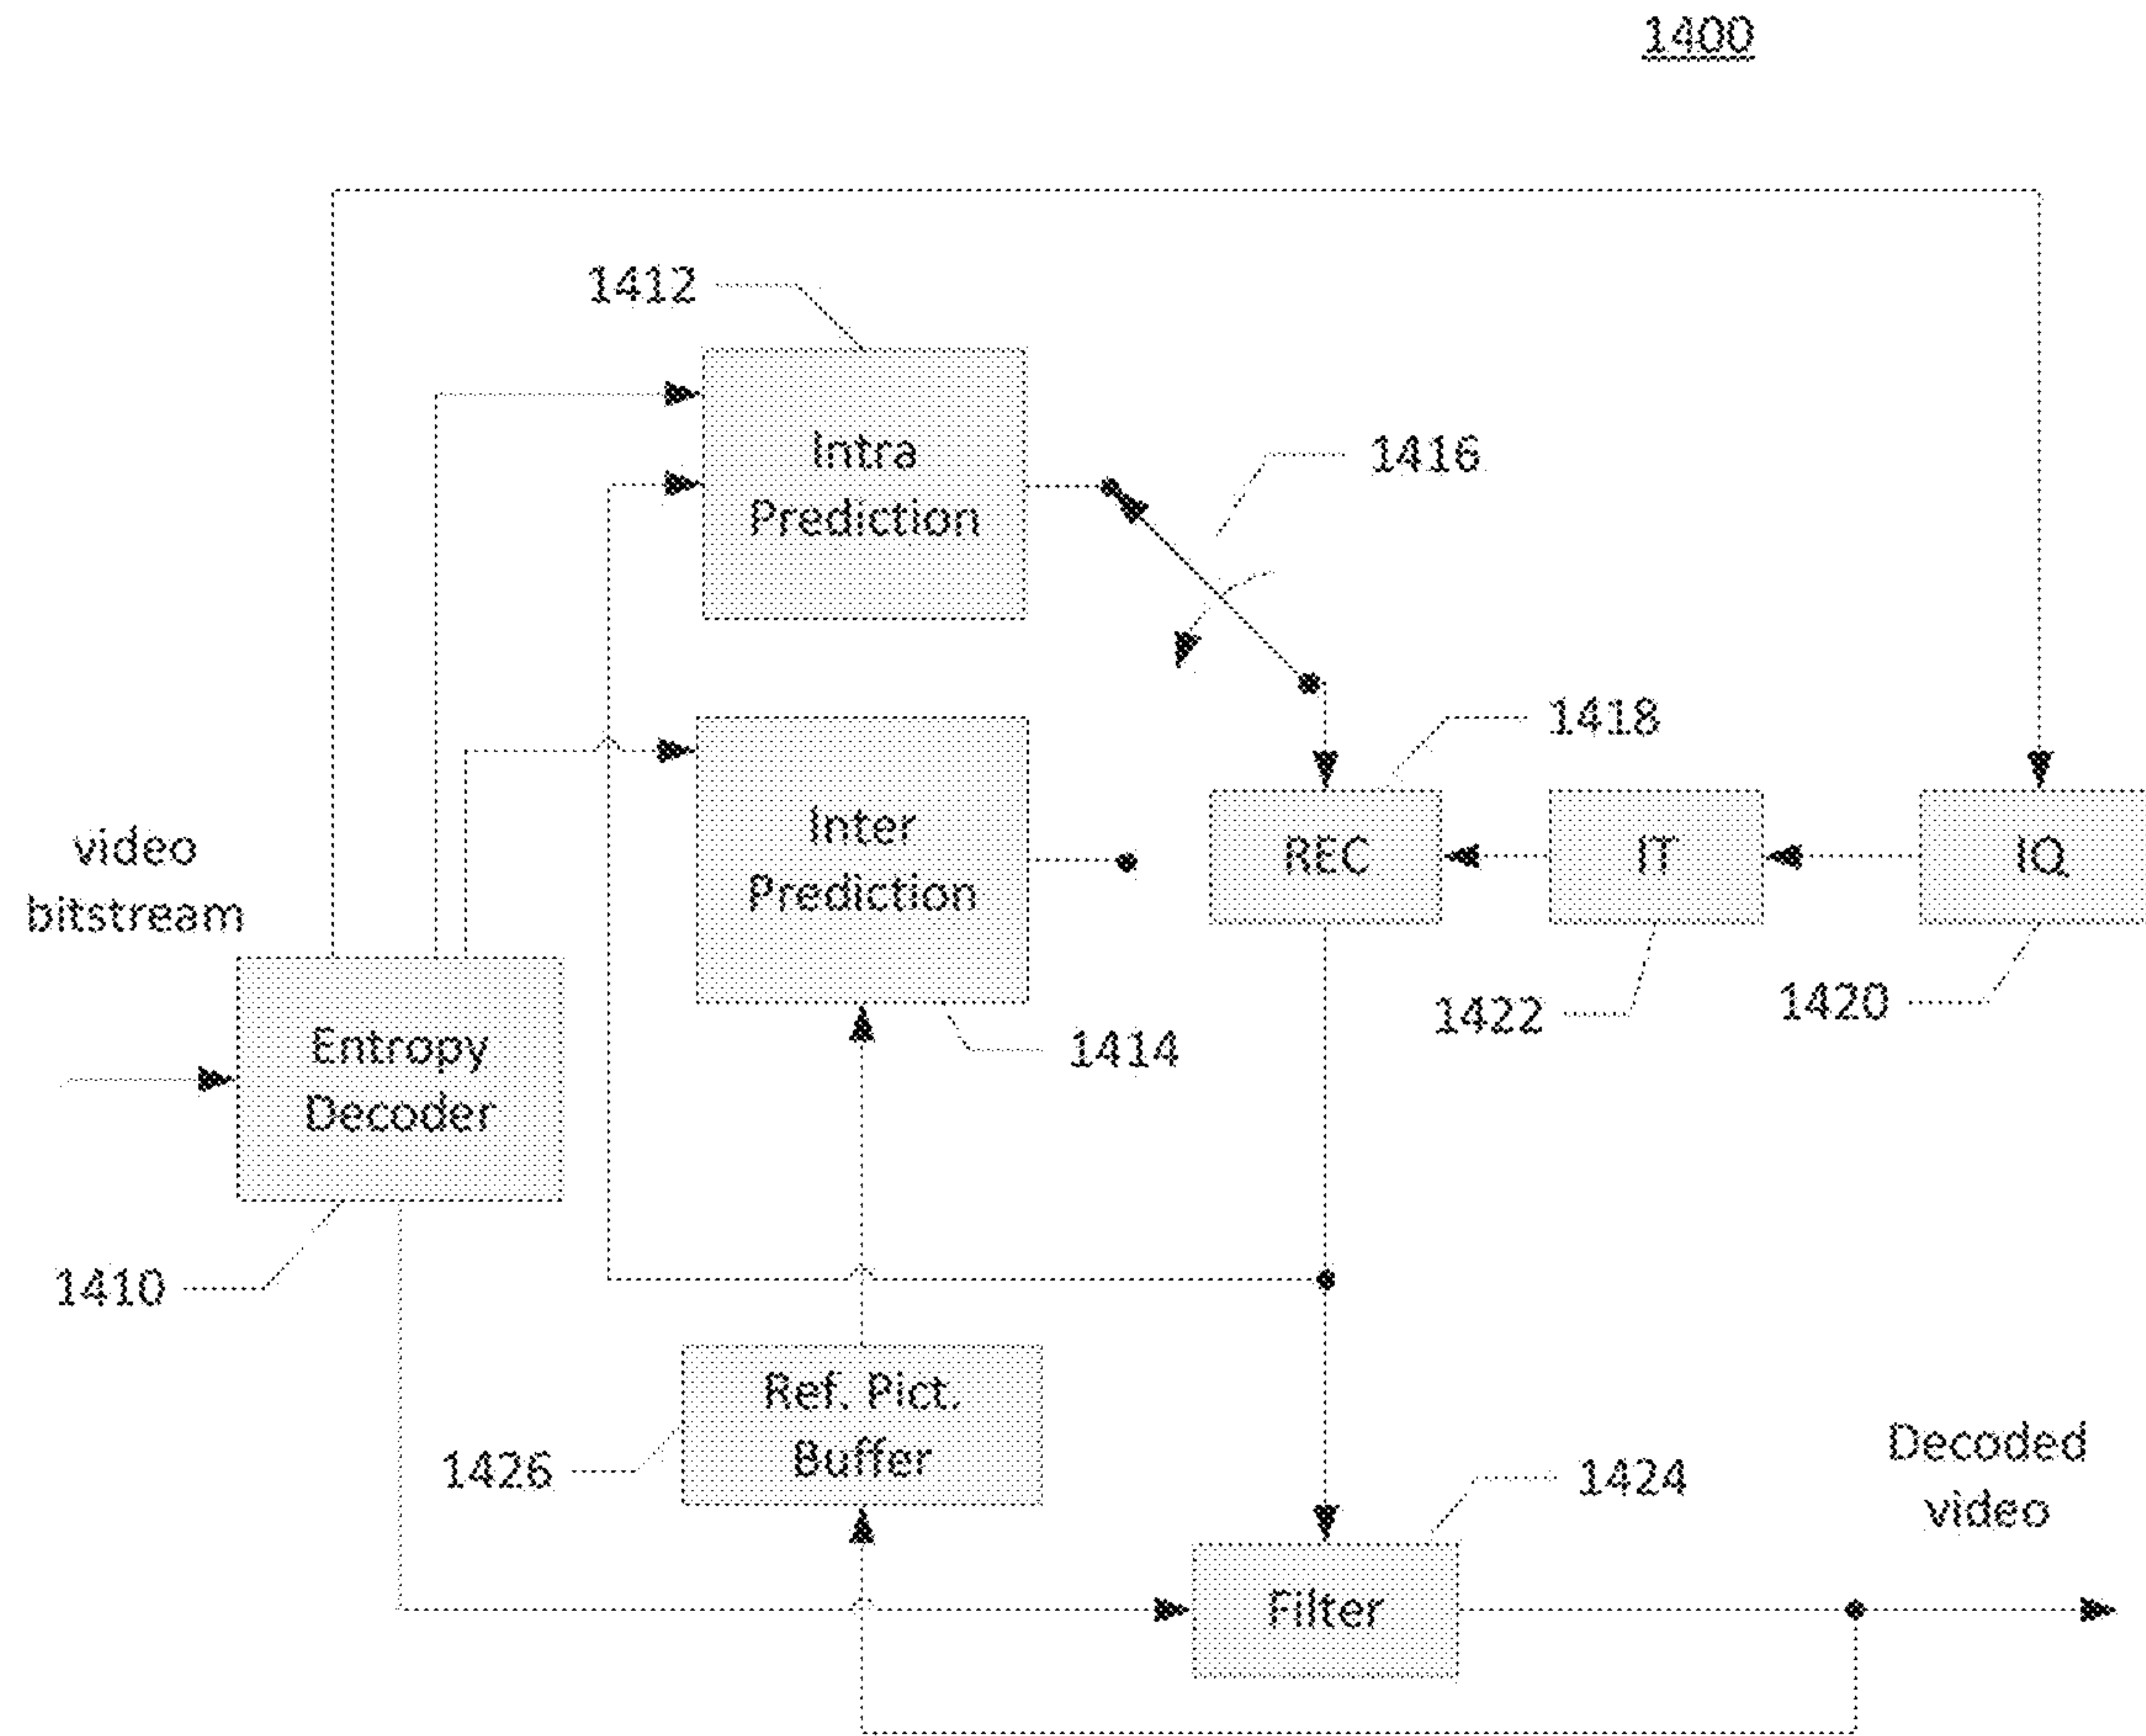 1400
1412
Intra
Prediction
1416
1418
Inter
Prediction
REC
IT
IQ
video
bitstream
1422
1420
1414
Entropy
Decoder
1410
Ref. Pict.
Buffer
1426
1424
Decoded
video
Filter